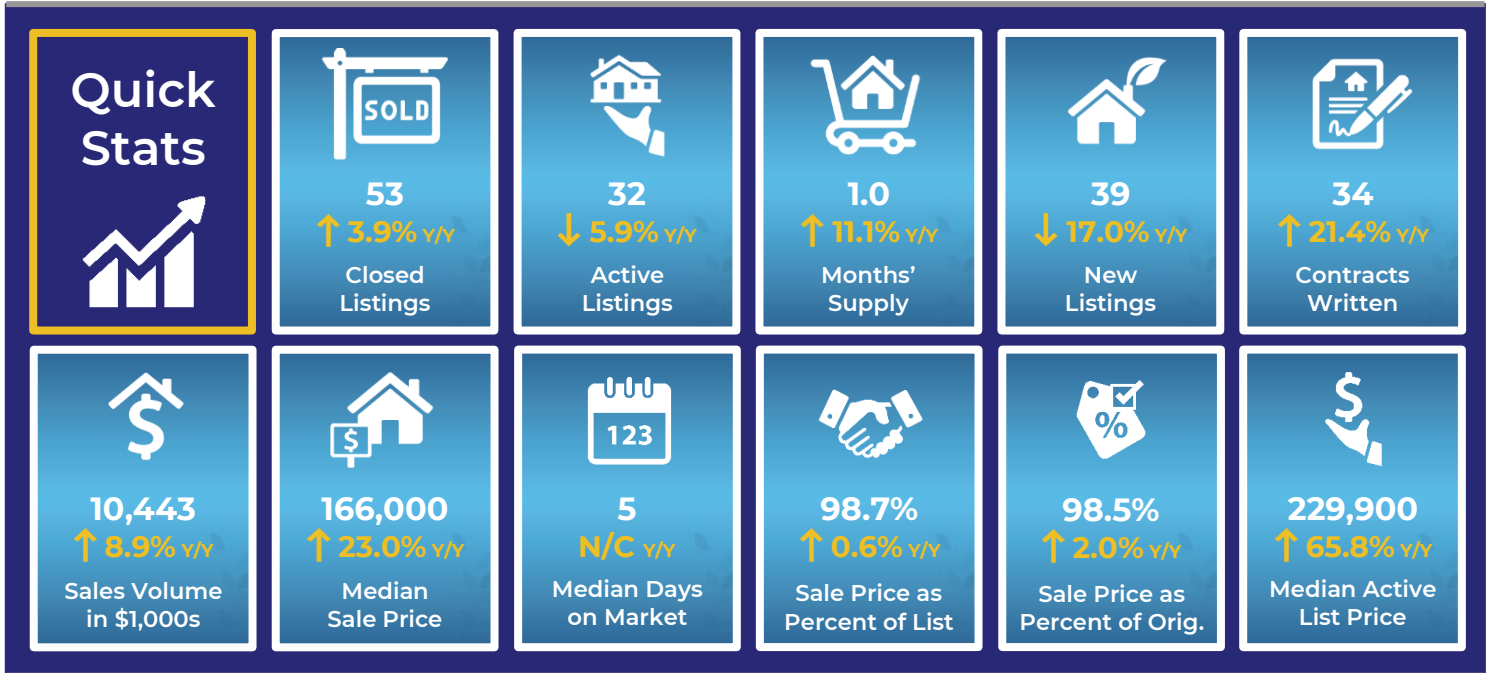 Quick
Stats
SOLD
53
↑ 3.9% Y/Y
Closed
Listings
32
↓ 5.9% Y/Y
Active
Listings
1.0
↑ 11.1% Y/Y
Months’
Supply
39
↓ 17.0% Y/Y
New
Listings
34
↑ 21.4% Y/Y
Contracts
Written
$
10,443
↑ 8.9% Y/Y
Sales Volume
in $1,000s
$
166,000
↑ 23.0% Y/Y
Median
Sale Price
123
5
N/C Y/Y
Median Days
on Market
98.7%
↑ 0.6% Y/Y
Sale Price as
Percent of List
%
98.5%
↑ 2.0% Y/Y
Sale Price as
Percent of Orig.
$
229,900
↑ 65.8% Y/Y
Median Active
List Price